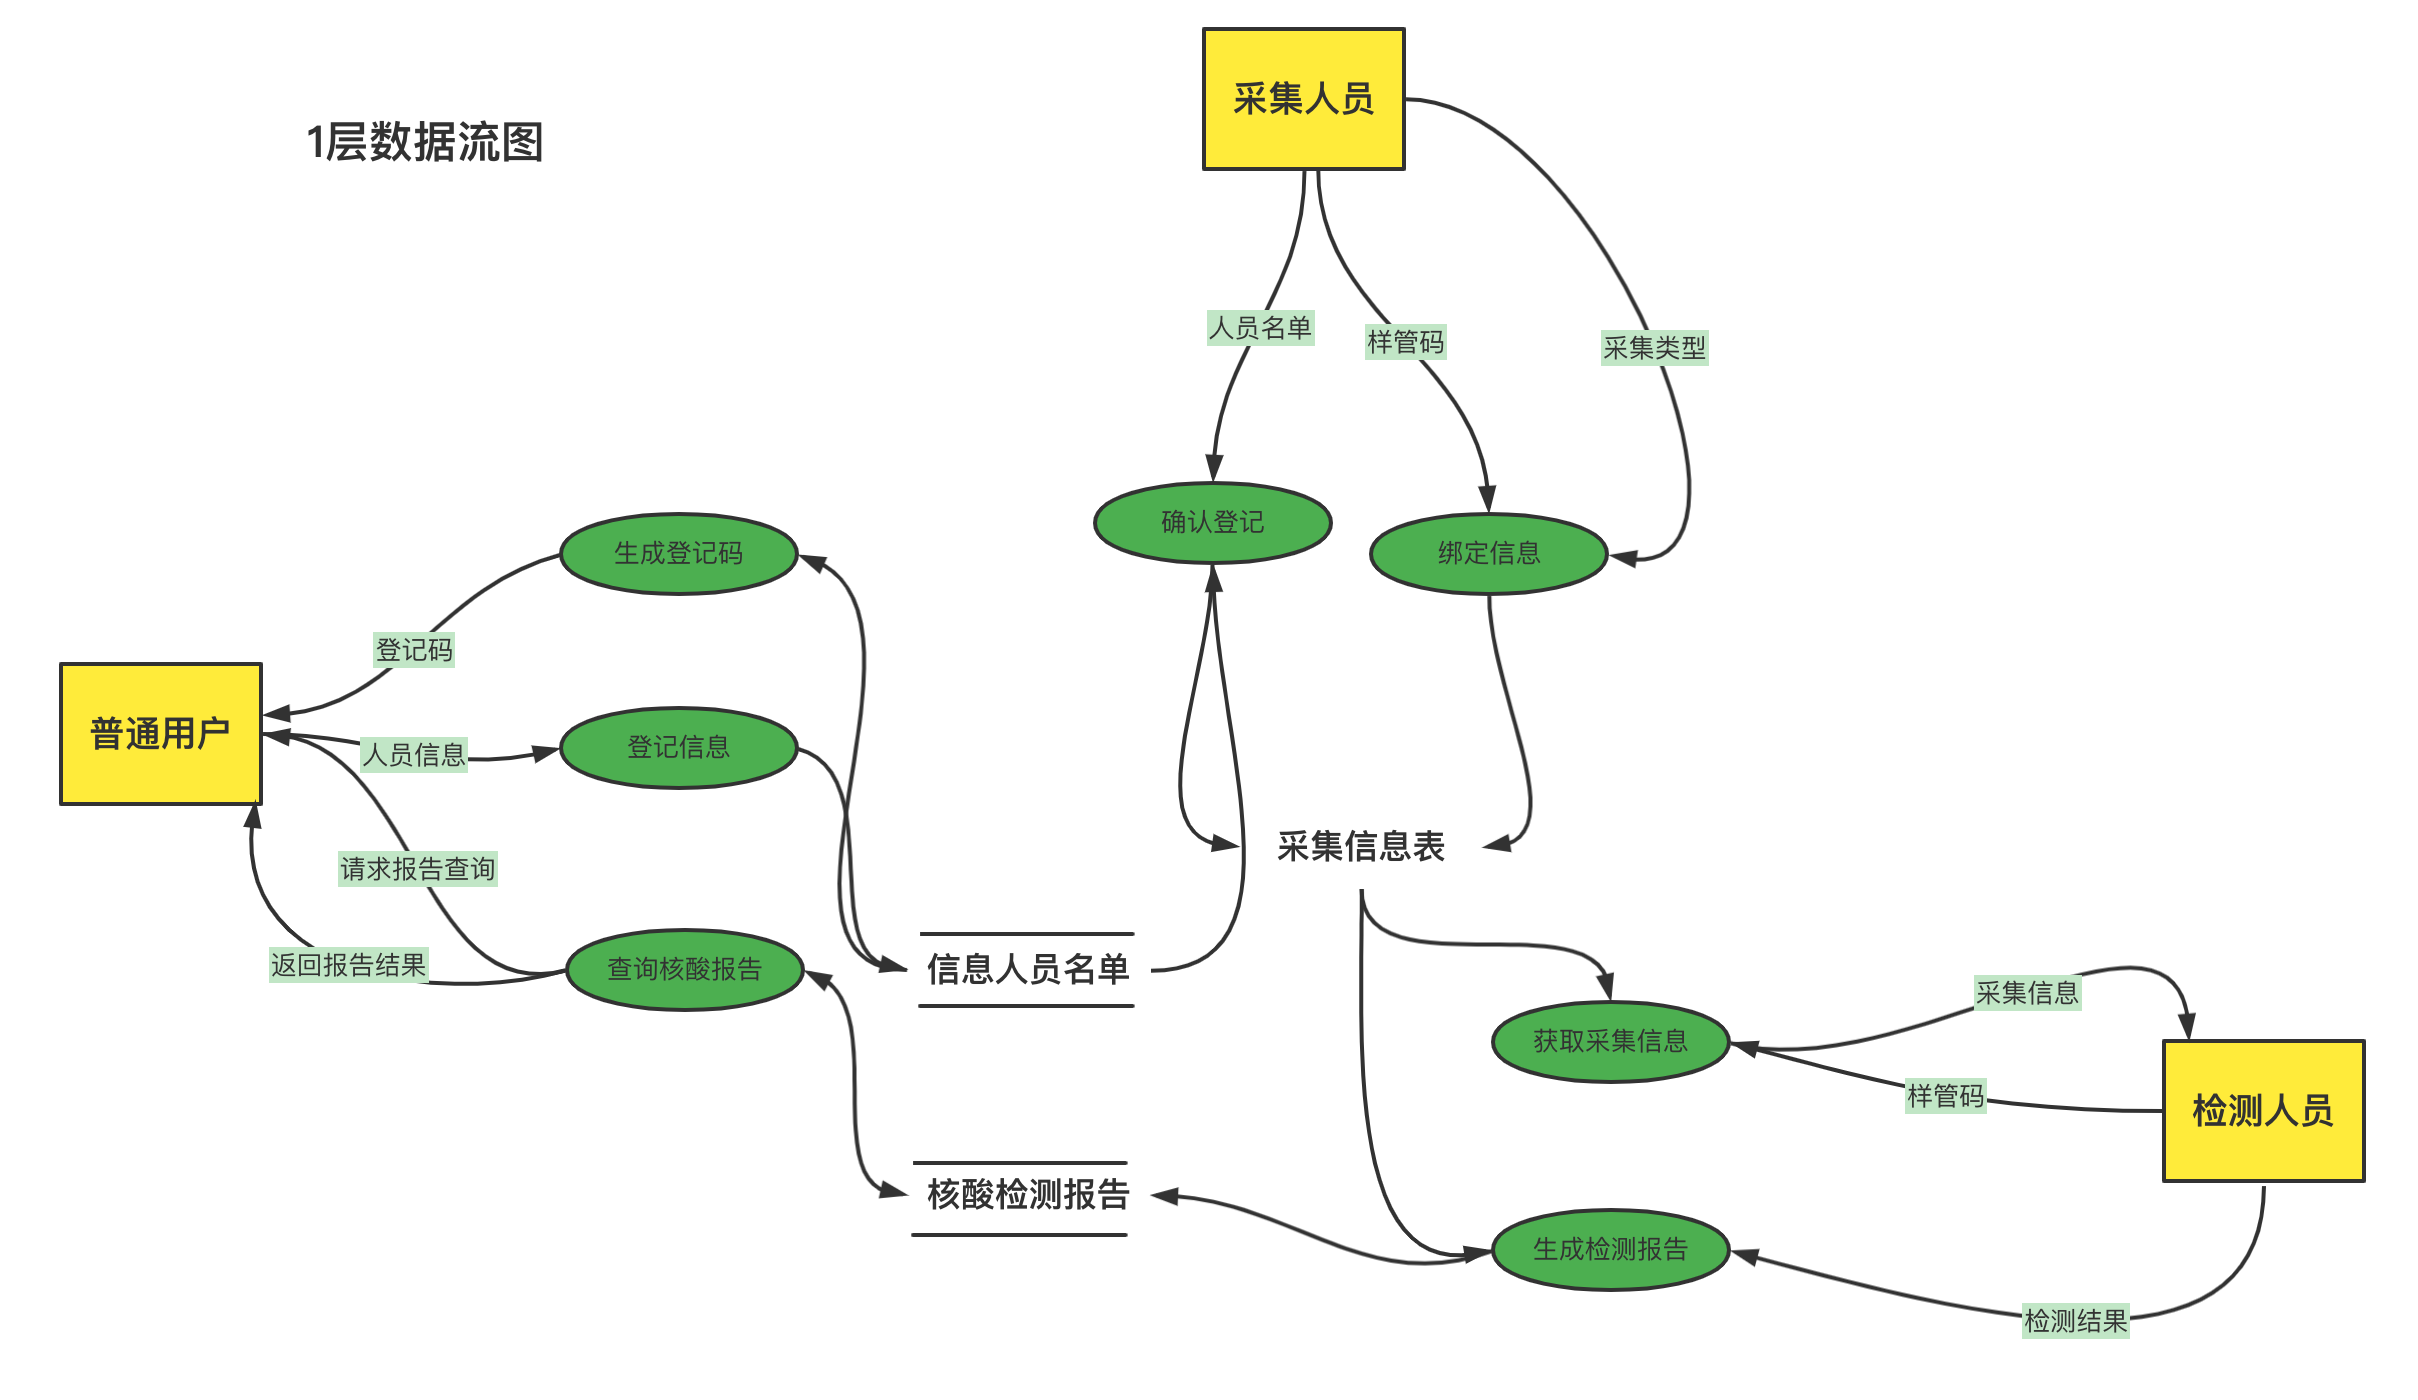 采集人员
1层数据流图
人员名单
样管码
采集类型
确认登记
生成登记码
绑定信息
登记码
普通用户
登记信息
人员信息
采集信息表
请求报告查询
返回报告结果
查询核酸报告
信息人员名单
采集信息
获取采集信息
样管码
检测人员
核酸检测报告
生成检测报告
检测结果